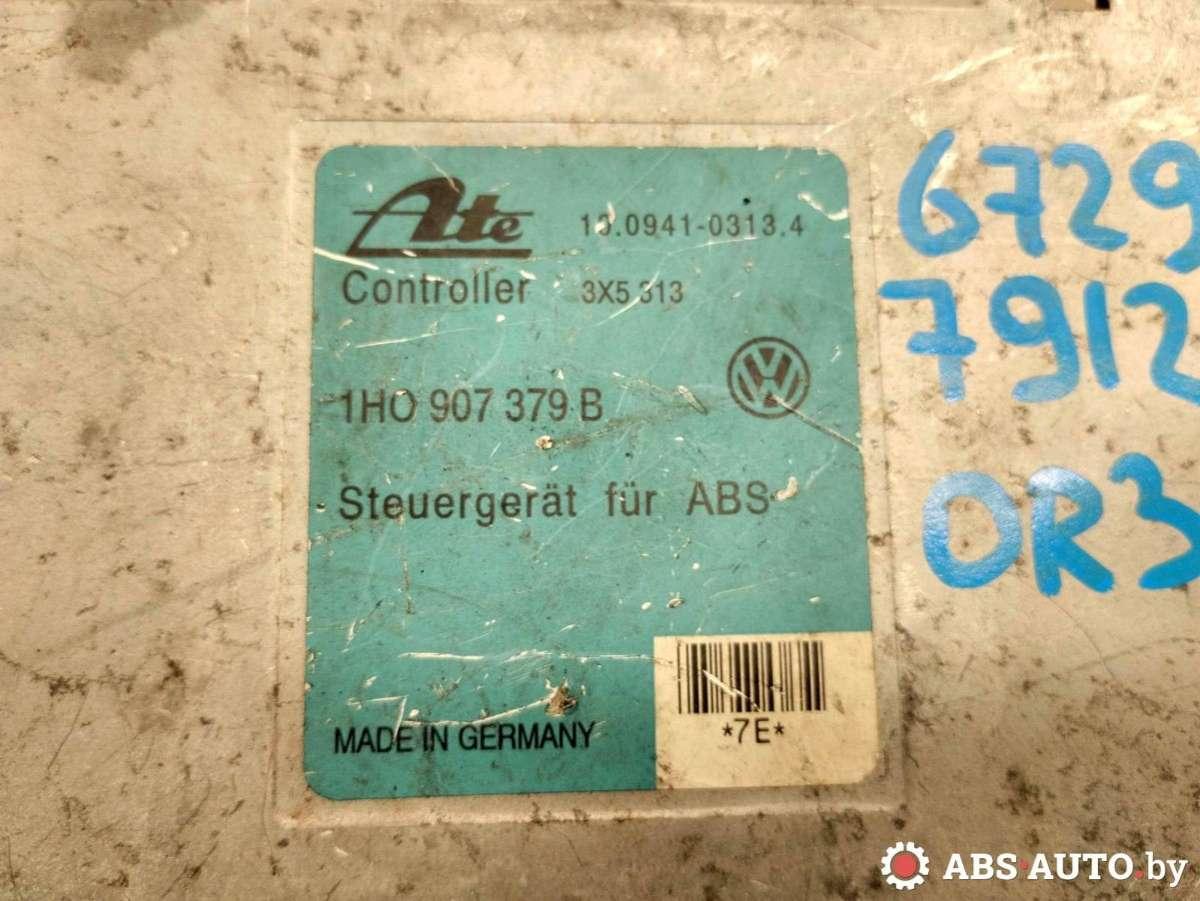 Ate 10.0941-0313.4
Controller 3X5 313
1HO 907 379 B
Steuergerät für ABS
MADE IN GERMANY
*7E*
6729
7912
OR3
ABS-AUTO.by